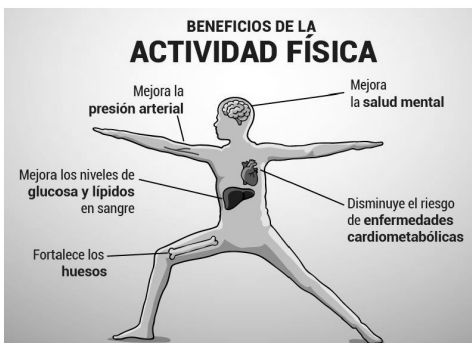 BENEFICIOS DE LA
ACTIVIDAD FÍSICA
Mejora la
presión arterial
Mejora
la salud mental
Mejora los niveles de
glucosa y lípidos
en sangre
Disminuye el riesgo
de enfermedades
cardiometabólicas
Fortalece los
huesos